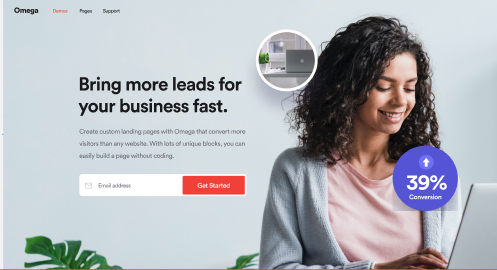 Omega
Demos Pages Support
Bring more leads for
your business fast.
Create custom landing pages with Omega that convert more
visitors than any website. With lots of unique blocks, you can
easily build a page without coding.
Email address
Get Started
39%
Conversion